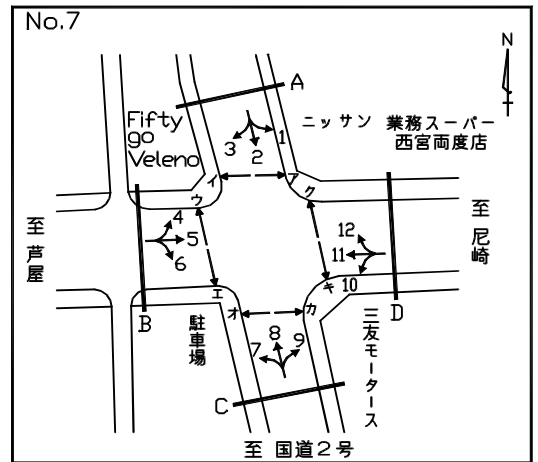 No.7
N
A
Fifty
go
Veleno
ニッサン
業務スーパー
西宮両度店
1
2
3
ア
イ
ウ
ク
4
5
6
12
11
10
至芦屋
至尼崎
エ
オ
カ
キ
B
D
駐車場
7
8
9
三友モータース
C
至 国道2号